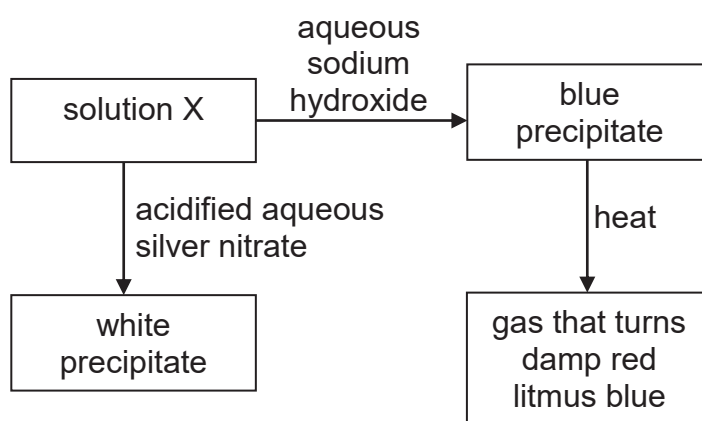 aqueous
sodium
hydroxide
solution X
blue
precipitate
acidified aqueous
silver nitrate
heat
white
precipitate
gas that turns
damp red
litmus blue